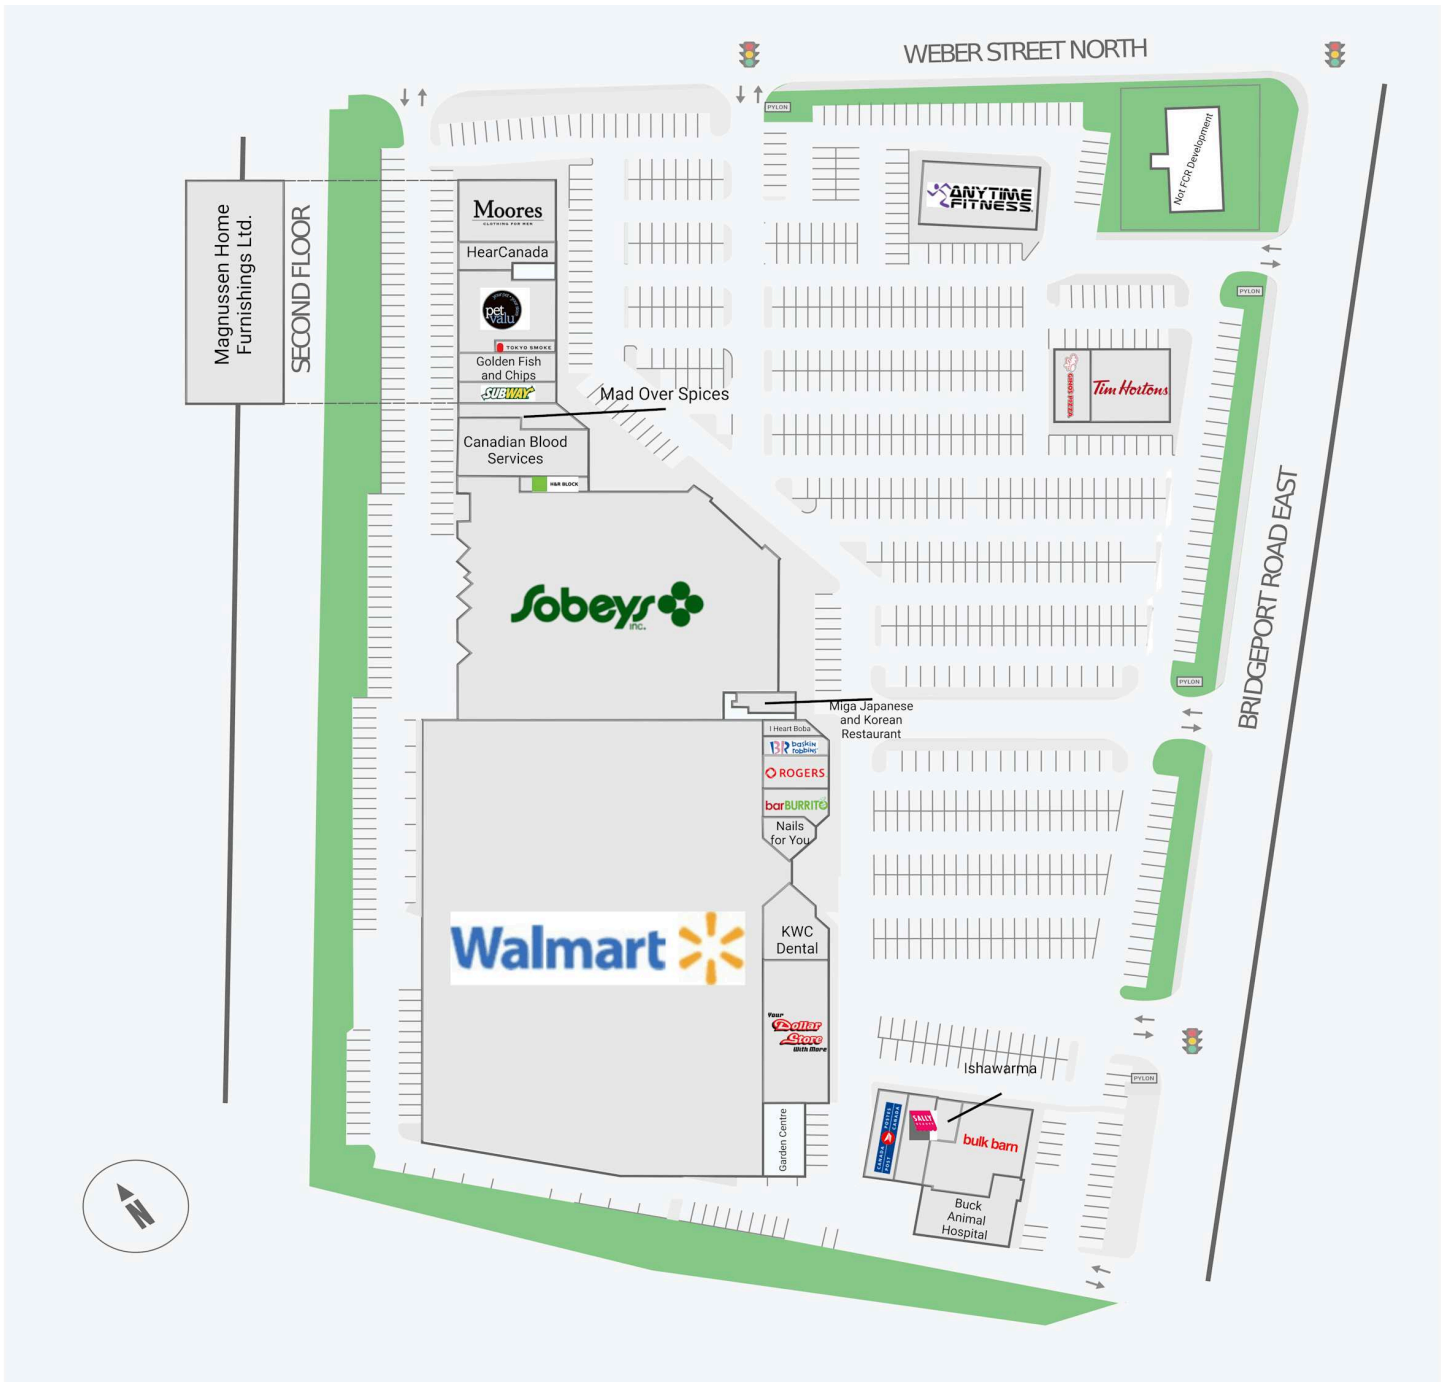 WEBER STREET NORTH
PYLON
Not FCR Development
ANYTIME
FITNESS
Magnussen Home
Furnishings Ltd.
SECOND FLOOR
Moores
CLOTHING FOR MEN
HearCanada
pet
valu
TOKYO SMOKE
Golden Fish
and Chips
SUBWAY
Mad Over Spices
Canadian Blood
Services
H&R BLOCK
PYLON
GINO'S PIZZA
Tim Hortons
BRIDGEPORT ROAD EAST
Sobeys
INC.
PYLON
Miga Japanese
and Korean
Restaurant
I Heart Boba
BR baskin
robbins
ROGERS
barBURRITO
Nails
for You
Walmart
KWC
Dental
Your
Dollar
Store
With More
Garden Centre
Ishawarma
PYLON
CANADA POST
POSTES CANADA
SALLY
bulk barn
Buck
Animal
Hospital
N